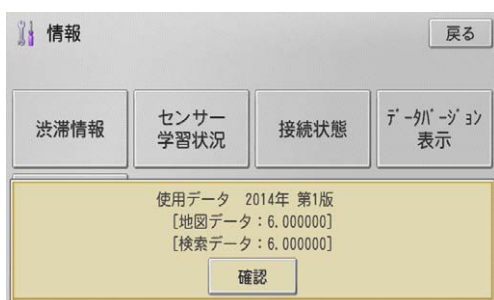 情報
戻る
渋滞情報
センサー
学習状況
接続状態
ﾃﾞｰﾀﾊﾞｰｼﾞｮﾝ
表示
使用データ 2014年 第1版
[地図データ:6.000000]
[検索データ:6.000000]
確認